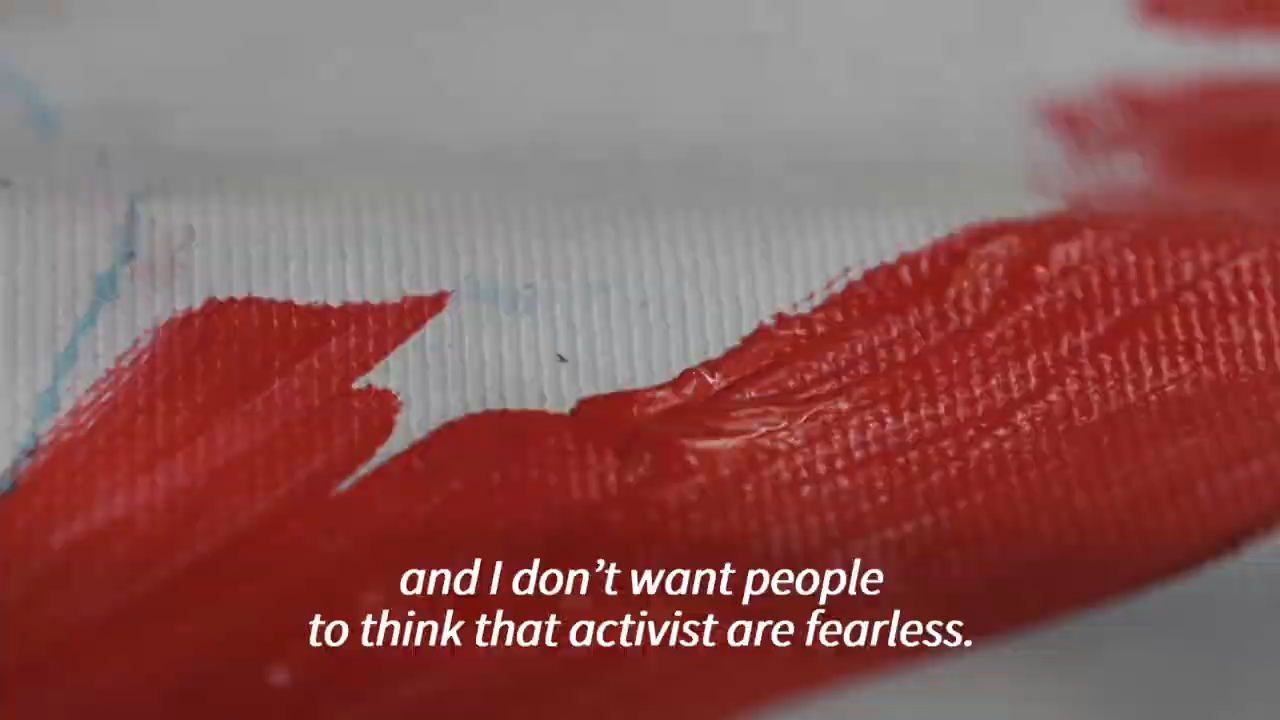 and I don’t want people
to think that activist are fearless.